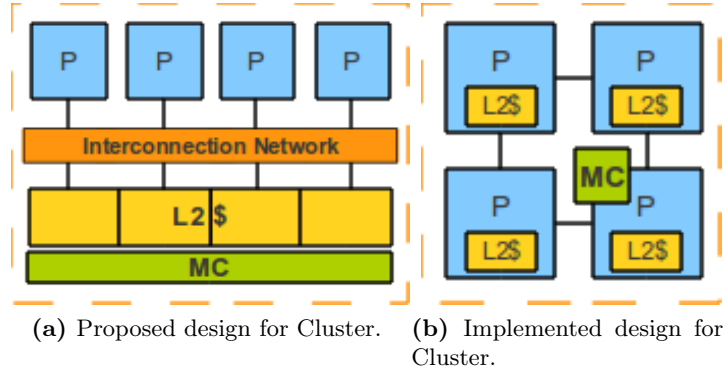 P P P P
Interconnection Network
L2 $
MC
(a) Proposed design for Cluster.
P P
L2$ L2$
MC
P P
L2$ L2$
(b) Implemented design for
Cluster.